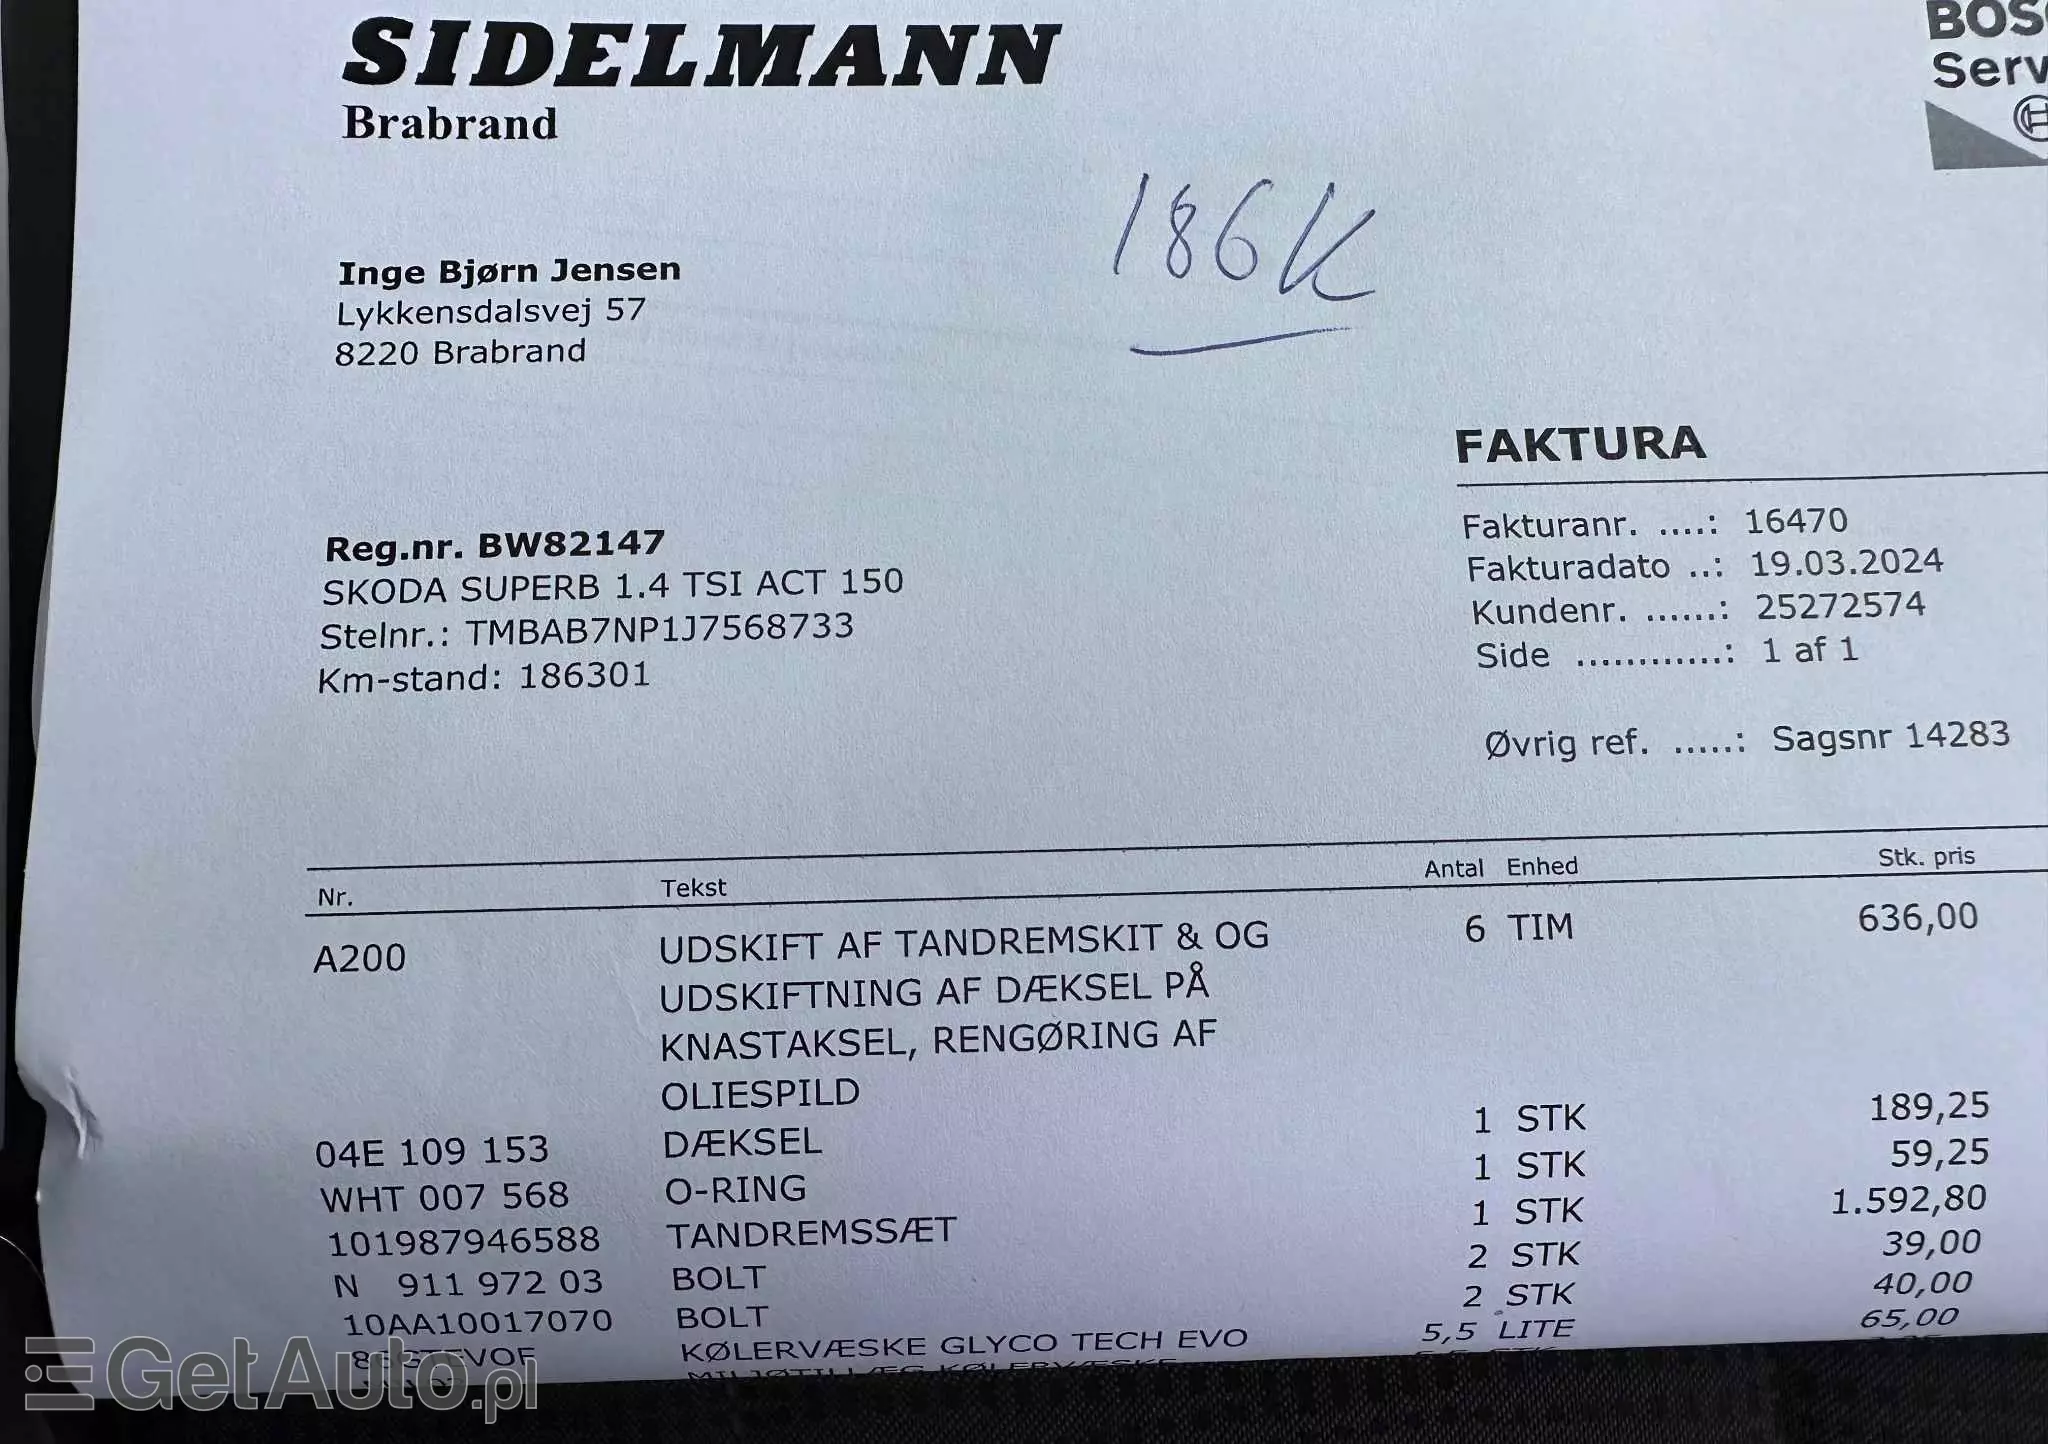 SIDELMANN
Brabrand
BOSC
Serv
186K
Inge Bjørn Jensen
Lykkensdalsvej 57
8220 Brabrand
FAKTURA
Fakturanr. ....: 16470
Fakturadato ..: 19.03.2024
Kundenr. ......: 25272574
Side ............: 1 af 1
Øvrig ref. .....: Sagsnr 14283
Reg.nr. BW82147
SKODA SUPERB 1.4 TSI ACT 150
Stelnr.: TMBAB7NP1J7568733
Km-stand: 186301
Nr. Tekst Antal Enhed Stk. pris
A200 UDSKIFT AF TANDREMSKIT & OG 6 TIM 636,00
UDSKIFTNING AF DÆKSEL PÅ
KNASTAKSEL, RENGØRING AF
OLIESPILD
04E 109 153 DÆKSEL 1 STK 189,25
WHT 007 568 O-RING 1 STK 59,25
101987946588 TANDREMSSÆT 1 STK 1.592,80
N 911 972 03 BOLT 2 STK 39,00
10AA10017070 BOLT 2 STK 40,00
KØLERVÆSKE GLYCO TECH EVO 5,5 LITE 65,00
MILJØTILLÆG KØLERVÆSKE
GetAuto.pl